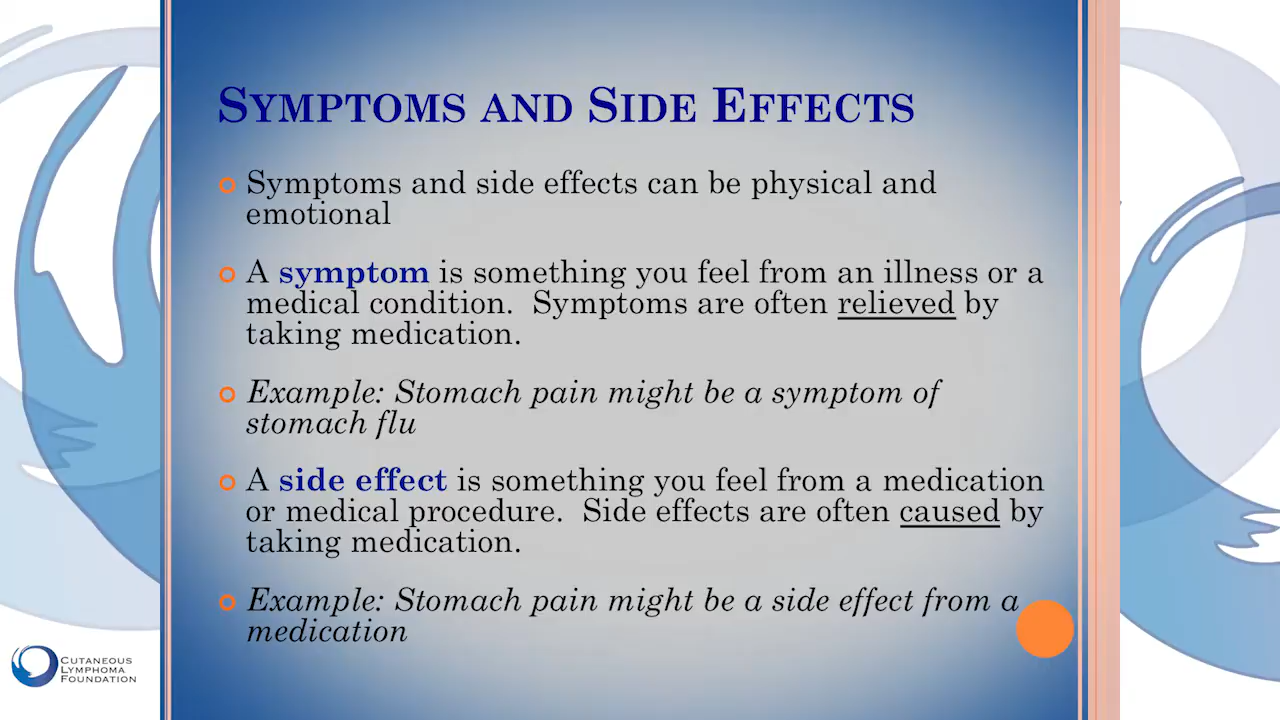 SYMPTOMS AND SIDE EFFECTS
Symptoms and side effects can be physical and
emotional
A symptom is something you feel from an illness or a
medical condition.  Symptoms are often relieved by
taking medication.
Example: Stomach pain might be a symptom of
stomach flu
A side effect is something you feel from a medication
or medical procedure.  Side effects are often caused by
taking medication.
Example: Stomach pain might be a side effect from a
medication
CUTANEOUS
LYMPHOMA
FOUNDATION